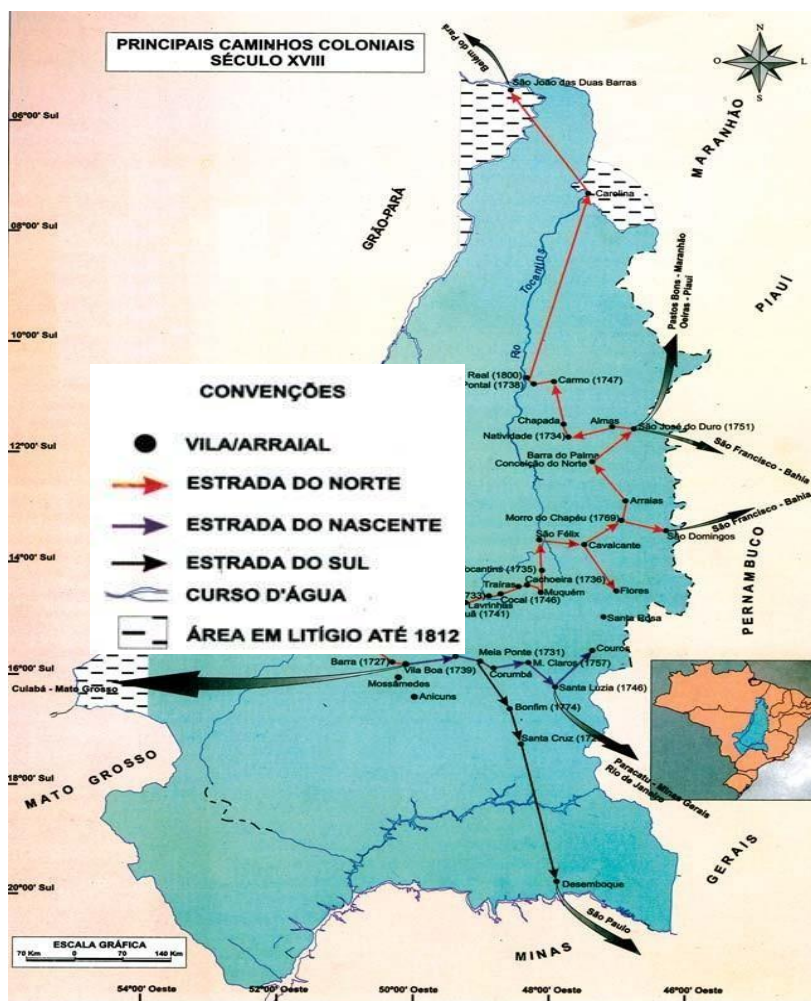 PRINCIPAIS CAMINHOS COLONIAIS
SÉCULO XVIII
Belém do Pará
N
O
L
S
São João das Duas Barras
06°00' Sul
MARANHÃO
GRÃO-PARÁ
Carolina
08°00' Sul
Rio Tocantins
Pastos Bons - Maranhão
Oeiras - Piauí
PIAUÍ
10°00' Sul
Real (1800)
Pontal (1738)
Carmo (1747)
Chapada
Almas
São José do Duro (1751)
Natividade (1734)
12°00' Sul
São Francisco - Bahia
Barra do Palma
Conceição do Norte
Arraias
São Francisco - Bahia
Morro do Chapéu (1769)
São Félix
Cavalcante
São Domingos
14°00' Sul
PERNAMBUCO
ocantins (1735)
Cachoeira (1736)
Traíras
Muquém
Flores
733)
Cocal (1746)
Lavrinhas
uã (1741)
Santa Rosa
CONVENÇÕES
VILA/ARRAIAL
ESTRADA DO NORTE
ESTRADA DO NASCENTE
ESTRADA DO SUL
CURSO D'ÁGUA
ÁREA EM LITÍGIO ATÉ 1812
16°00' Sul
Meia Ponte (1731)
Couros
Barra (1727)
Vila Boa (1739)
M. Claros (1757)
Corumbá
Cuiabá - Mato Grosso
Mossâmedes
Santa Luzia (1746)
Anicuns
Bonfim (1774)
Santa Cruz (172
Paracatu - Minas Gerais
Rio de Janeiro
MATO GROSSO
18°00' Sul
GERAIS
20°00' Sul
Desemboque
São Paulo
MINAS
ESCALA GRÁFICA
70 Km 0 70 140 Km
54°00' Oeste
52°00' Oeste
50°00' Oeste
48°00' Oeste
46°00' Oeste